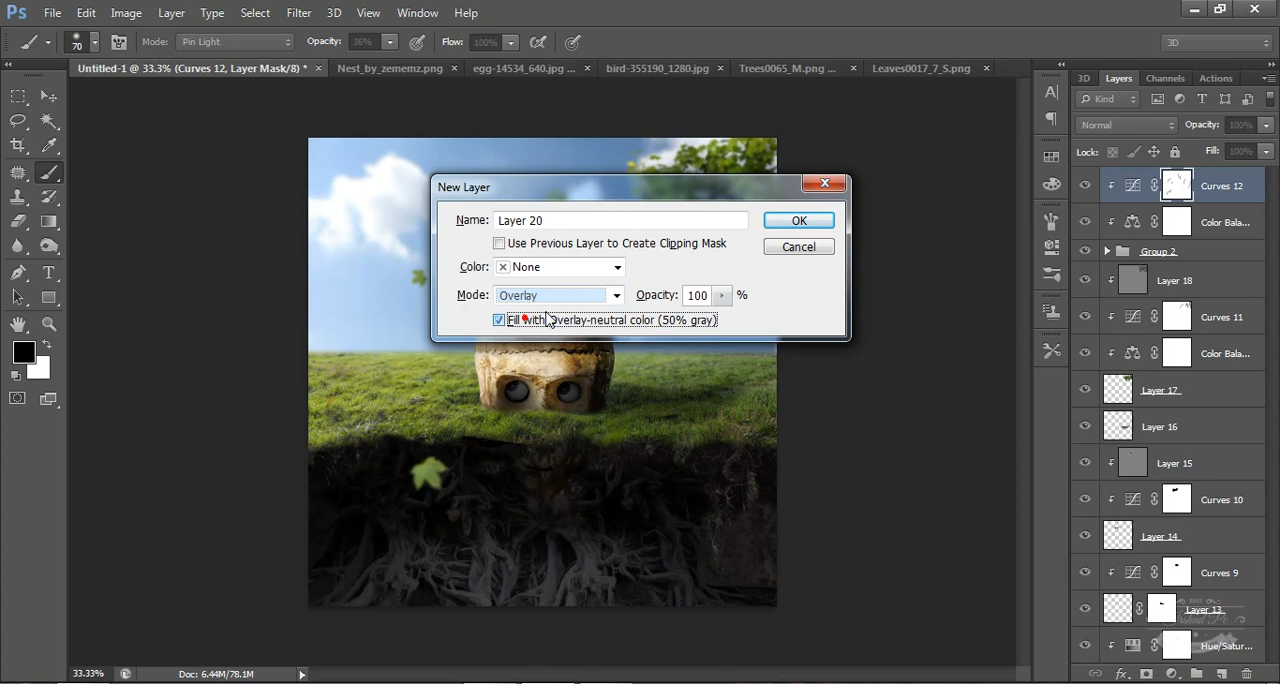 Ps File Edit Image Layer Type Select Filter 3D View Window Help
70 Mode: Pin Light Opacity: 36% Flow: 100% 3D
Untitled-1 @ 33.3% (Curves 12, Layer Mask/8) * × Nest_by_zememz.png × egg-14534_640.jpg ... × bird-355190_1280.jpg × Trees0065_M.png ... × Leaves0017_7_S.png ×
3D Layers Channels Actions
Kind
Normal Opacity: 100%
Lock: Fill: 100%
New Layer
Name: Layer 20 OK
Use Previous Layer to Create Clipping Mask Cancel
Color: None
Mode: Overlay Opacity: 100 %
Fill with Overlay-neutral color (50% gray)
Curves 12
Color Bala...
Group 2
Layer 18
Curves 11
Color Bala...
Layer 17
Layer 16
Layer 15
Curves 10
Layer 14
Curves 9
Layer 13
Hue/Satur...
33.33% Doc: 6.44M/78.1M